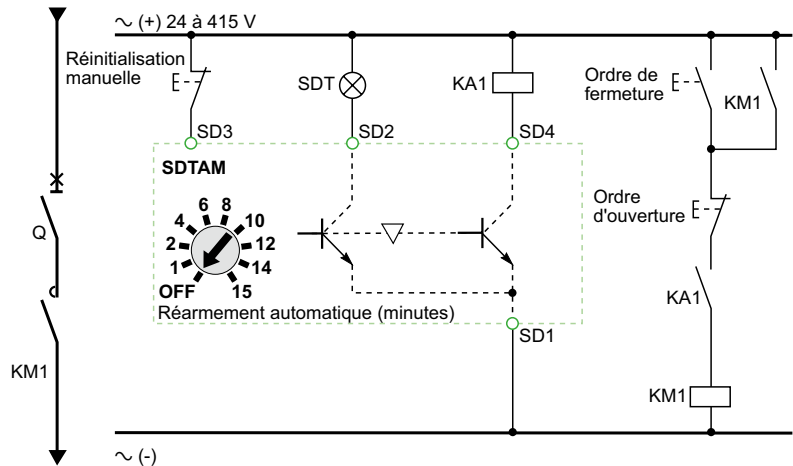 ∼ (+) 24 à 415 V
Réinitialisation
manuelle
SDT
KA1
Ordre de
fermeture
KM1
SD3
SD2
SD4
SDTAM
6
8
4
10
2
12
1
14
OFF
15
Réarmement automatique (minutes)
SD1
Q
KM1
Ordre
d'ouverture
KA1
KM1
∼ (-)